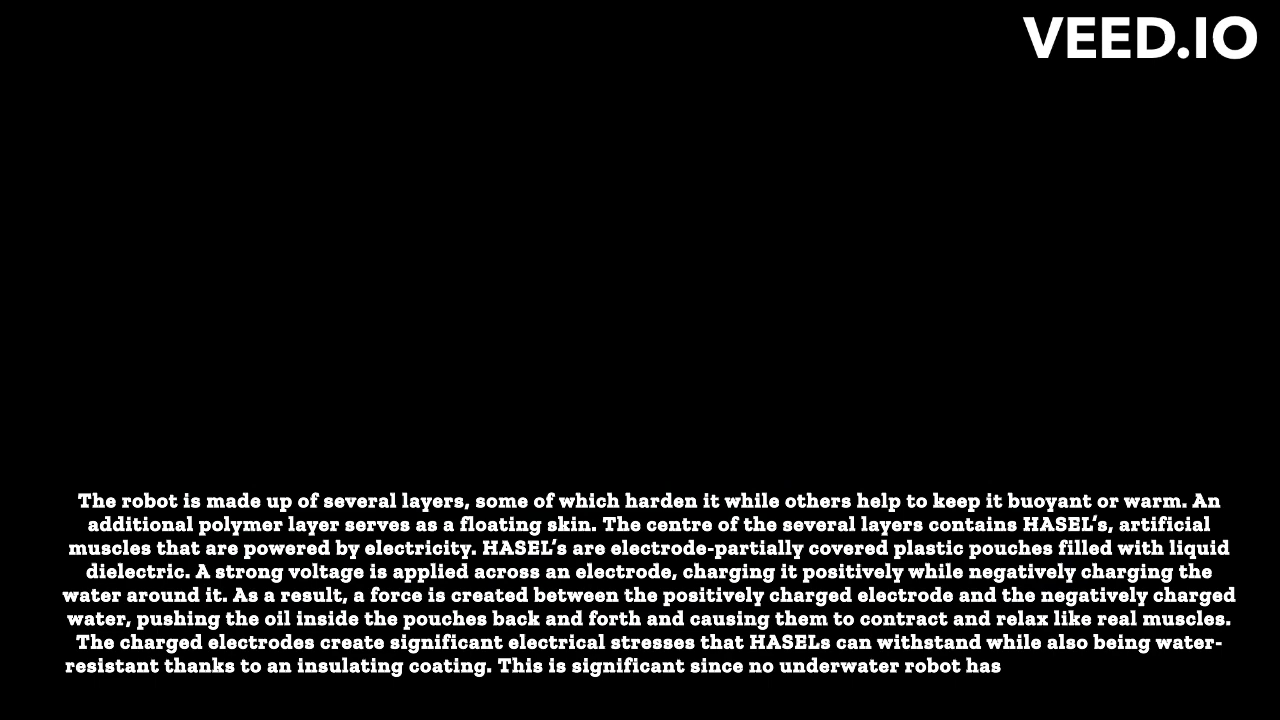 VEED.IO
The robot is made up of several layers, some of which harden it while others help to keep it buoyant or warm. An
additional polymer layer serves as a floating skin. The centre of the several layers contains HASEL's, artificial
muscles that are powered by electricity. HASEL's are electrode-partially covered plastic pouches filled with liquid
dielectric. A strong voltage is applied across an electrode, charging it positively while negatively charging the
water around it. As a result, a force is created between the positively charged electrode and the negatively charged
water, pushing the oil inside the pouches back and forth and causing them to contract and relax like real muscles.
The charged electrodes create significant electrical stresses that HASELs can withstand while also being water-
resistant thanks to an insulating coating. This is significant since no underwater robot has